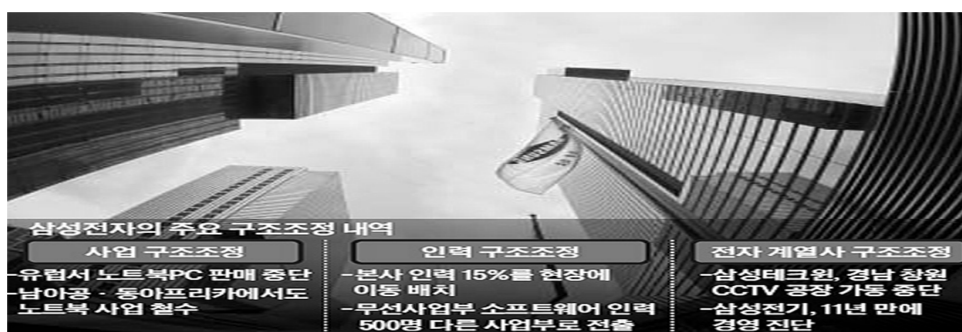 삼성전자의 주요 구조조정 내역
사업 구조조정
-유럽서 노트북PC 판매 중단
-남아공·동아프리카에서도
노트북 사업 철수
인력 구조조정
-본사 인력 15%를 현장에
이동 배치
-무선사업부 소프트웨어 인력
500명 다른 사업부로 전출
전자 계열사 구조조정
-삼성테크윈, 경남 창원
CCTV 공장 가동 중단
-삼성전기, 11년 만에
경영 진단